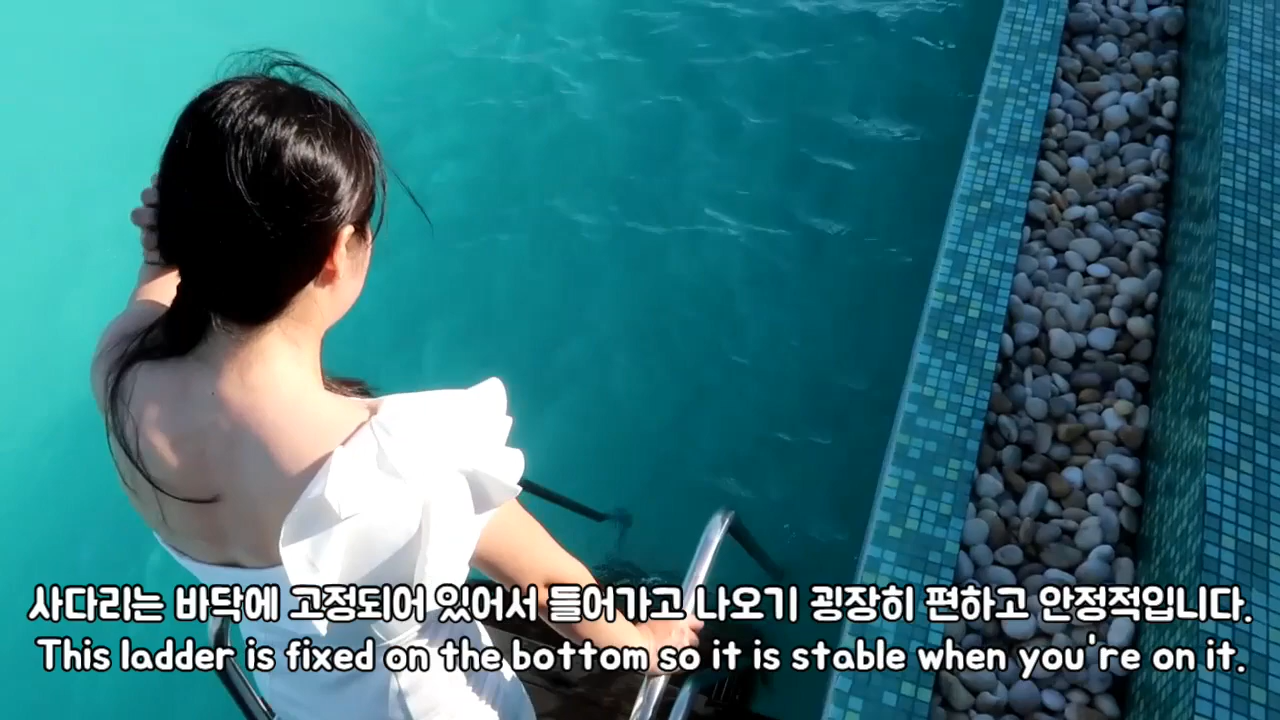 사다리는 바닥에 고정되어 있어서 들어가고 나오기 굉장히 편하고 안정적입니다.
This ladder is fixed on the bottom so it is stable when you're on it.